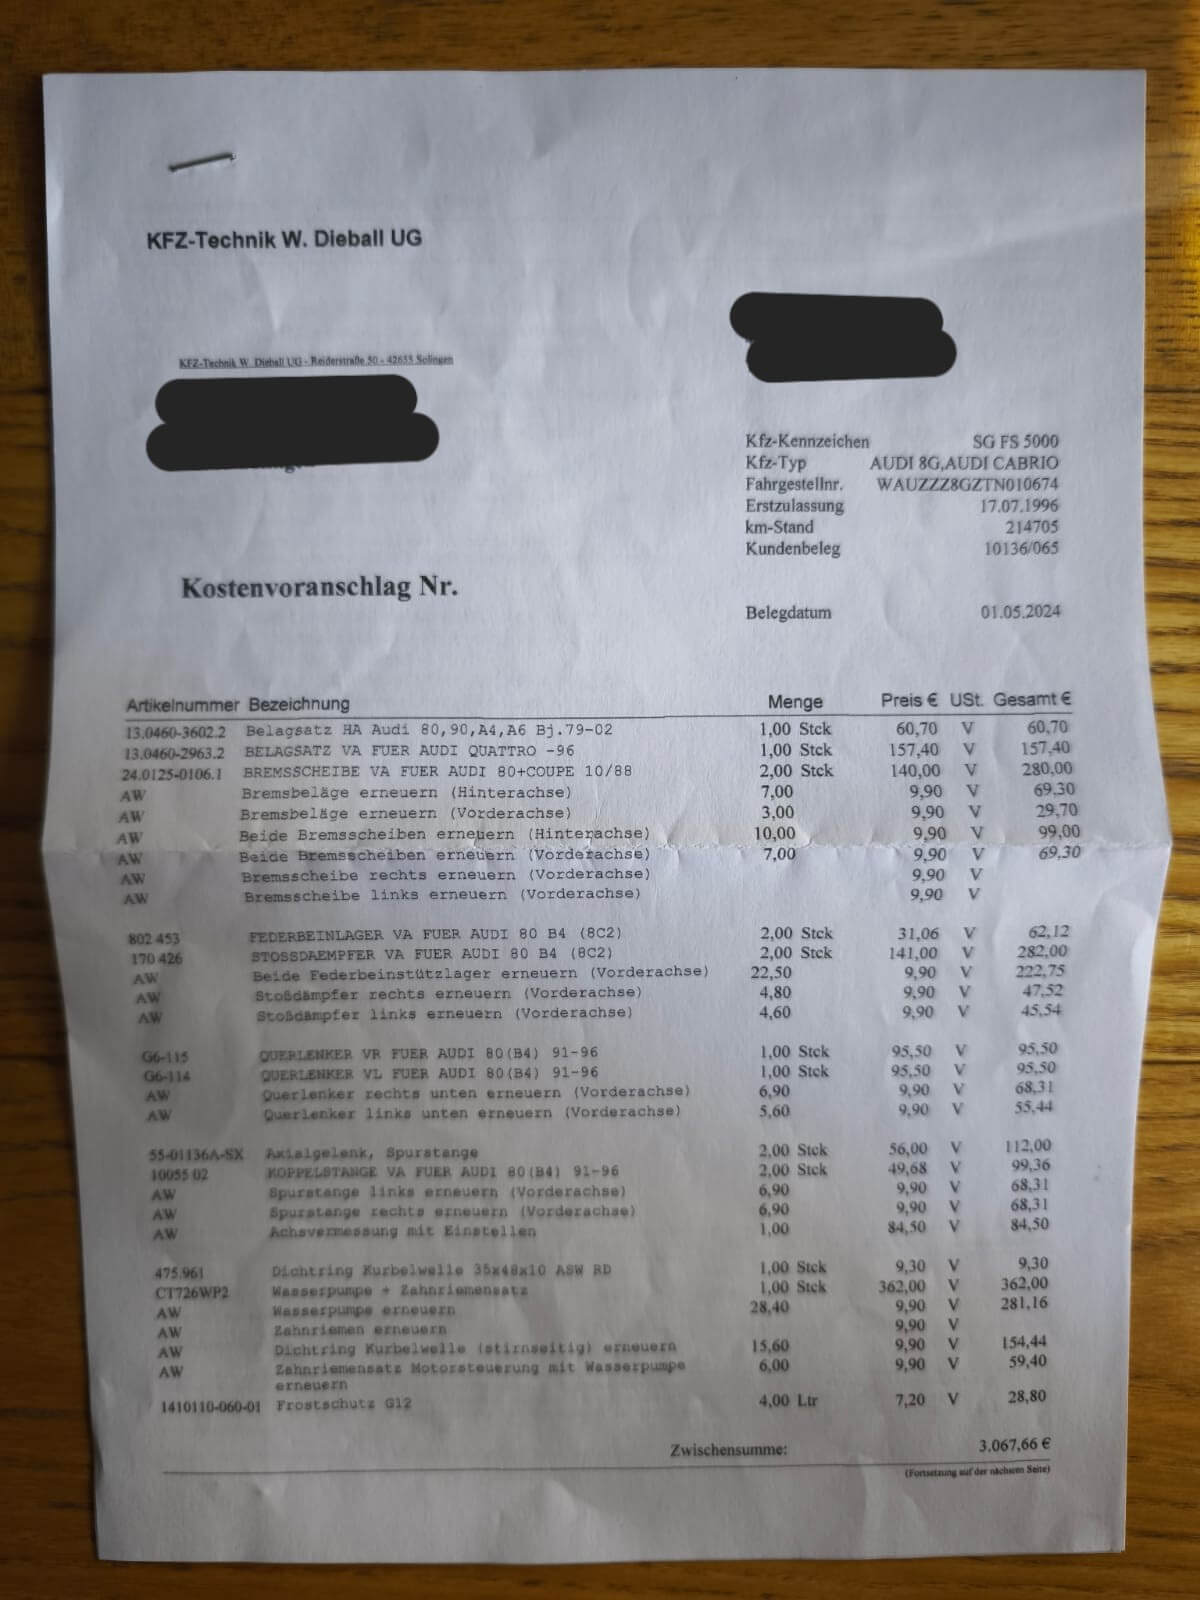 KFZ-Technik W. Dieball UG
KFZ-Technik W. Dieball UG - Reiderstraße 50 - 42655 Solingen
Kfz-Kennzeichen SG FS 5000
Kfz-Typ AUDI 8G,AUDI CABRIO
Fahrgestellnr. WAUZZZ8GZTN010674
Erstzulassung 17.07.1996
km-Stand 214705
Kundenbeleg 10136/065
Kostenvoranschlag Nr.
Belegdatum 01.05.2024
Artikelnummer Bezeichnung Menge Preis € USt. Gesamt €
13.0460-3602.2 Belagsatz HA Audi 80,90,A4,A6 Bj.79-02 1,00 Stck 60,70 V 60,70
13.0460-2963.2 BELAGSATZ VA FUER AUDI QUATTRO -96 1,00 Stck 157,40 V 157,40
24.0125-0106.1 BREMSSCHEIBE VA FUER AUDI 80+COUPE 10/88 2,00 Stck 140,00 V 280,00
AW Bremsbeläge erneuern (Hinterachse) 7,00 9,90 V 69,30
AW Bremsbeläge erneuern (Vorderachse) 3,00 9,90 V 29,70
AW Beide Bremsscheiben erneuern (Hinterachse) 10,00 9,90 V 99,00
AW Beide Bremsscheiben erneuern (Vorderachse) 7,00 9,90 V 69,30
AW Bremsscheibe rechts erneuern (Vorderachse) 9,90 V
AW Bremsscheibe links erneuern (Vorderachse) 9,90 V
802 453 FEDERBEINLAGER VA FUER AUDI 80 B4 (8C2) 2,00 Stck 31,06 V 62,12
170 426 STOSSDAEMPFER VA FUER AUDI 80 B4 (8C2) 2,00 Stck 141,00 V 282,00
AW Beide Federbeinstützlager erneuern (Vorderachse) 22,50 9,90 V 222,75
AW Stoßdämpfer rechts erneuern (Vorderachse) 4,80 9,90 V 47,52
AW Stoßdämpfer links erneuern (Vorderachse) 4,60 9,90 V 45,54
G6-115 QUERLENKER VR FUER AUDI 80(B4) 91-96 1,00 Stck 95,50 V 95,50
G6-114 QUERLENKER VL FUER AUDI 80(B4) 91-96 1,00 Stck 95,50 V 95,50
AW Querlenker rechts unten erneuern (Vorderachse) 6,90 9,90 V 68,31
AW Querlenker links unten erneuern (Vorderachse) 5,60 9,90 V 55,44
55-01136A-SX Axialgelenk, Spurstange 2,00 Stck 56,00 V 112,00
10055 02 KOPPELSTANGE VA FUER AUDI 80(B4) 91-96 2,00 Stck 49,68 V 99,36
AW Spurstange links erneuern (Vorderachse) 6,90 9,90 V 68,31
AW Spurstange rechts erneuern (Vorderachse) 6,90 9,90 V 68,31
AW Achsvermessung mit Einstellen 1,00 84,50 V 84,50
475.961 Dichtring Kurbelwelle 35x48x10 ASW RD 1,00 Stck 9,30 V 9,30
CT726WP2 Wasserpumpe + Zahnriemensatz 1,00 Stck 362,00 V 362,00
AW Wasserpumpe erneuern 28,40 9,90 V 281,16
AW Zahnriemen erneuern 9,90 V
AW Dichtring Kurbelwelle (stirnseitig) erneuern 15,60 9,90 V 154,44
AW Zahnriemensatz Motorsteuerung mit Wasserpumpe 6,00 9,90 V 59,40
erneuern
1410110-060-01 Frostschutz G12 4,00 Ltr 7,20 V 28,80
Zwischensumme: 3.067,66 €
(Fortsetzung auf der nächsten Seite)